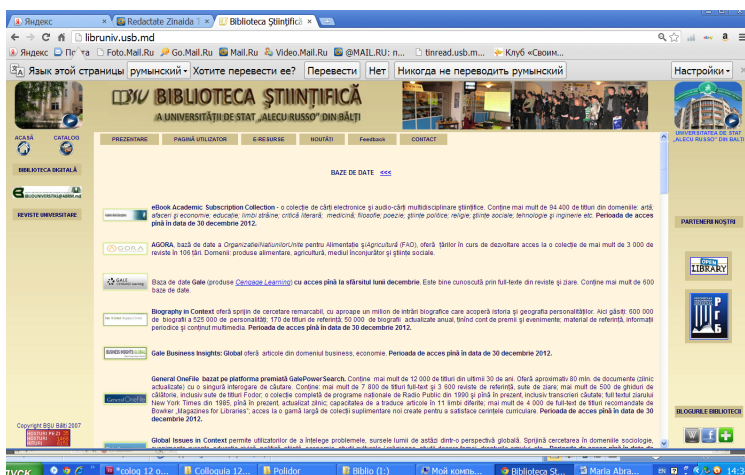 Яндекс
Redactate Zinaida T
Biblioteca Științifică
libruniv.usb.md
Яндекс
Почта
Foto.Mail.Ru
Go.Mail.Ru
Mail.Ru
Video.Mail.Ru
@MAIL.RU: п...
tinread.usb.m...
Клуб «Своим...
Язык этой страницы румынский Хотите перевести ее? Перевести Нет Никогда не переводить румынский Настройки
BIBLIOTECA ŞTIINŢIFICĂ
A UNIVERSITĂŢII DE STAT „ALECU RUSSO" DIN BĂLŢI
ACASĂ CATALOG
PREZENTARE PAGINĂ UTILIZATOR E-RESURSE NOUTĂŢI Feedback CONTACT
UNIVERSITATEA DE STAT
„ALECU RUSSO" DIN BĂLŢI
BIBLIOTECA DIGITALĂ
REVISTE UNIVERSITARE
BAZE DE DATE <<<
eBook Academic Subscription Collection - o colecţie de cărţi electronice şi audio-cărţi multidisciplinare ştiinţifice. Conţine mai mult de 94 400 de titluri din domeniile: artă;
afaceri şi economie; educaţie; limbi străine; critică literară; medicină; filosofie; poezie; ştiinţe politice; religie; ştiinţe sociale; tehnologie şi inginerie etc. Perioada de acces
pînă în data de 30 decembrie 2012.
AGORA
AGORA, bază de date a OrganizaţieiNaţiunilorUnite pentru Alimentaţie şiAgricultură (FAO), oferă ţărilor în curs de dezvoltare acces la o colecţie de mai mult de 3 000 de
reviste în 106 ţări. Domenii: produse alimentare, agricultură, mediul înconjurător şi ştiinţe sociale.
GALE
Baza de date Gale (produse Cengage Learning) cu acces pînă la sfârsitul lunii decembrie. Este bine cunoscută prin full-texte din reviste şi ziare. Conţine mai mult de 600
baze de date.
Biography in Context oferă sprijin de cercetare remarcabil, cu aproape un milion de intrări biografice care acoperă istoria şi geografia personalităţilor. Aici găsiţi: 600 000
de biografii a 525 000 de personalităţi; 170 de titluri de referinţă; 50 000 de biografii actualizate anual, ţinînd cont de premii şi evenimente; material de referinţă, informaţii
periodice şi conţinut multimedia. Perioada de acces pînă în data de 30 decembrie 2012.
BUSINESS INSIGHTS: GLOBAL
Gale Business Insights: Global oferă articole din domeniul business, economie. Perioada de acces pînă în data de 30 decembrie 2012.
General OneFile
General OneFile bazat pe platforma premiată GalePowerSearch. Conţine mai mult de 12 000 de titluri din ultimii 30 de ani. Oferă aproximativ 80 mln. de documente (zilnic
actualizate) cu o singură interogare de căutare. Conţine: mai mult de 7 800 de titluri full-text şi 3 600 reviste de referinţă, sute de ziare; mai mult de 500 de ghiduri de
călătorie, inclusiv sute de titluri Fodor; o colecţie completă de programe nationale de Radio Public din 1990 şi pînă în prezent, inclusiv transcrieri căutate; full textul ziarului
New York Times din 1985, pînă în prezent, actualizat zilnic; capacitatea de a traduce articole în 11 limbi diferite; mai mult de 4 000 de full-titluri recomandate de
Bowker „Magazines for Libraries"; acces la o gamă largă de colecţii suplimentare noi create pentru a satisface cerinţele curriculare. Perioada de acces pînă în data de 30
decembrie 2012.
Global Issues in Context permite utilizatorilor de a înţelege problemele, sursele lumii de astăzi dintr-o perspectivă globală. Sprijină cercetarea în domeniile sociologie,
PARTENERII NOŞTRI
OPEN
LIBRARY
РГБ
BLOGURILE BIBLIOTECII
Copyright BŞU Bălţi 2007
ПУСК
*coloq 12 o...
Colloquia 12...
Polidor
Biblio (I:)
Мой компь...
Biblioteca St...
Maria Abra...
EN